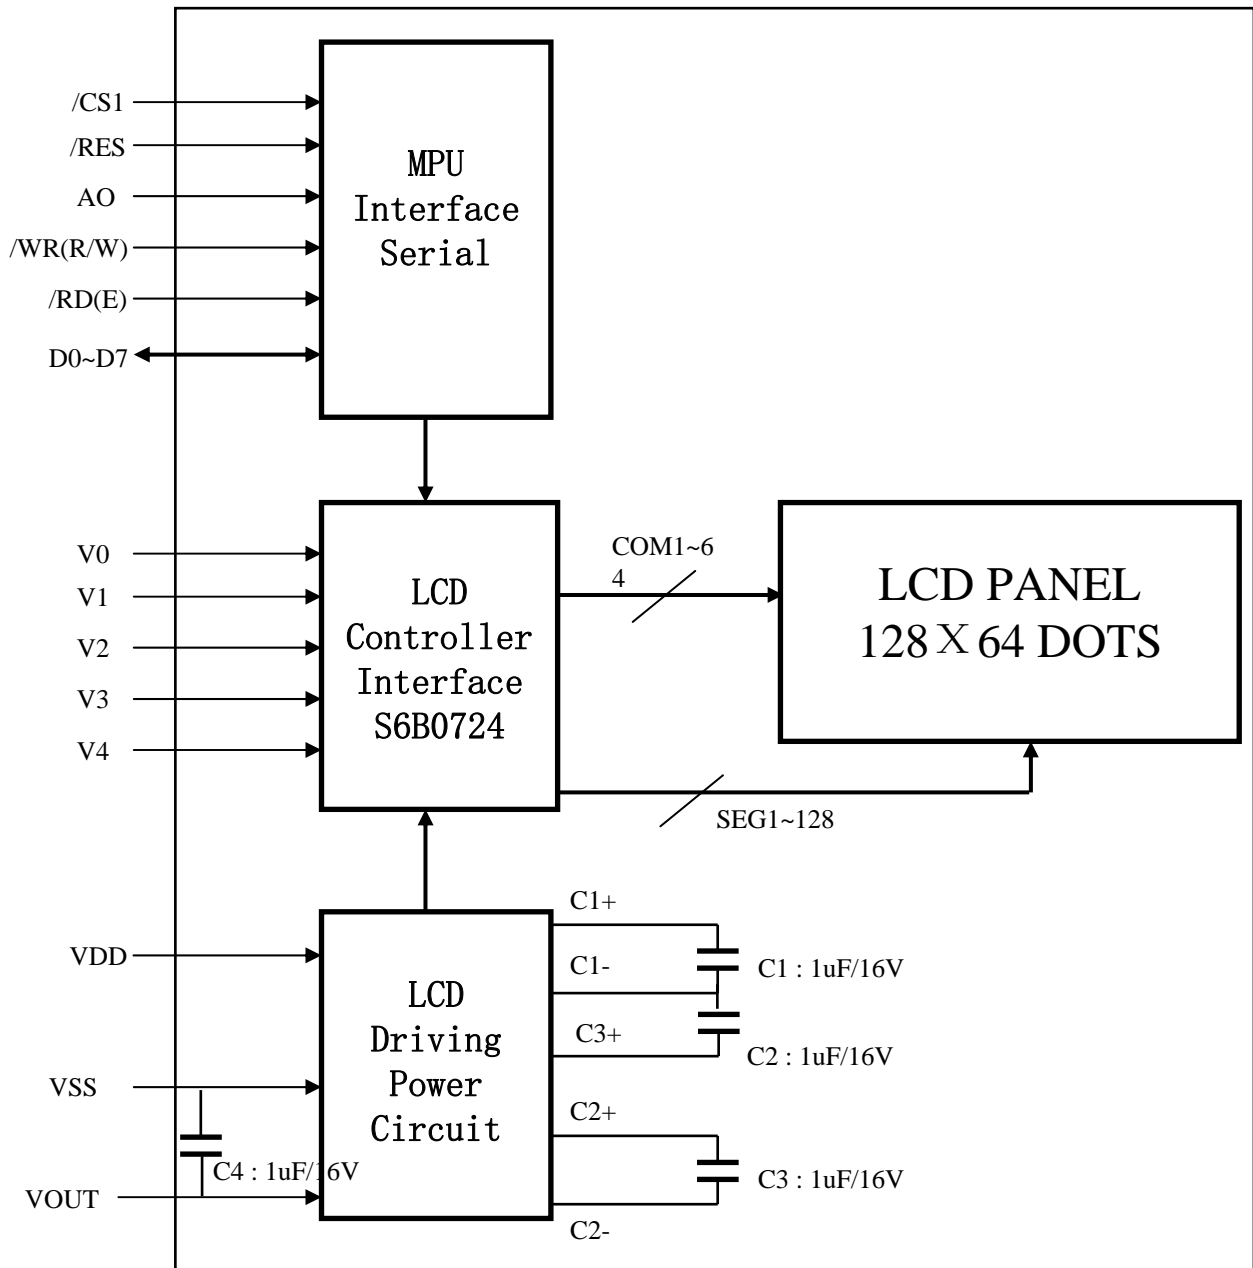 /CS1
/RES
AO
/WR(R/W)
/RD(E)
D0~D7
MPU
Interface
Serial
V0
V1
V2
V3
V4
LCD
Controller
Interface
S6B0724
COM1~6
4
LCD PANEL
128 X 64 DOTS
SEG1~128
VDD
VSS
VOUT
C4 : 1uF/16V
LCD
Driving
Power
Circuit
C1+
C1-
C3+
C2+
C2-
C1 : 1uF/16V
C2 : 1uF/16V
C3 : 1uF/16V